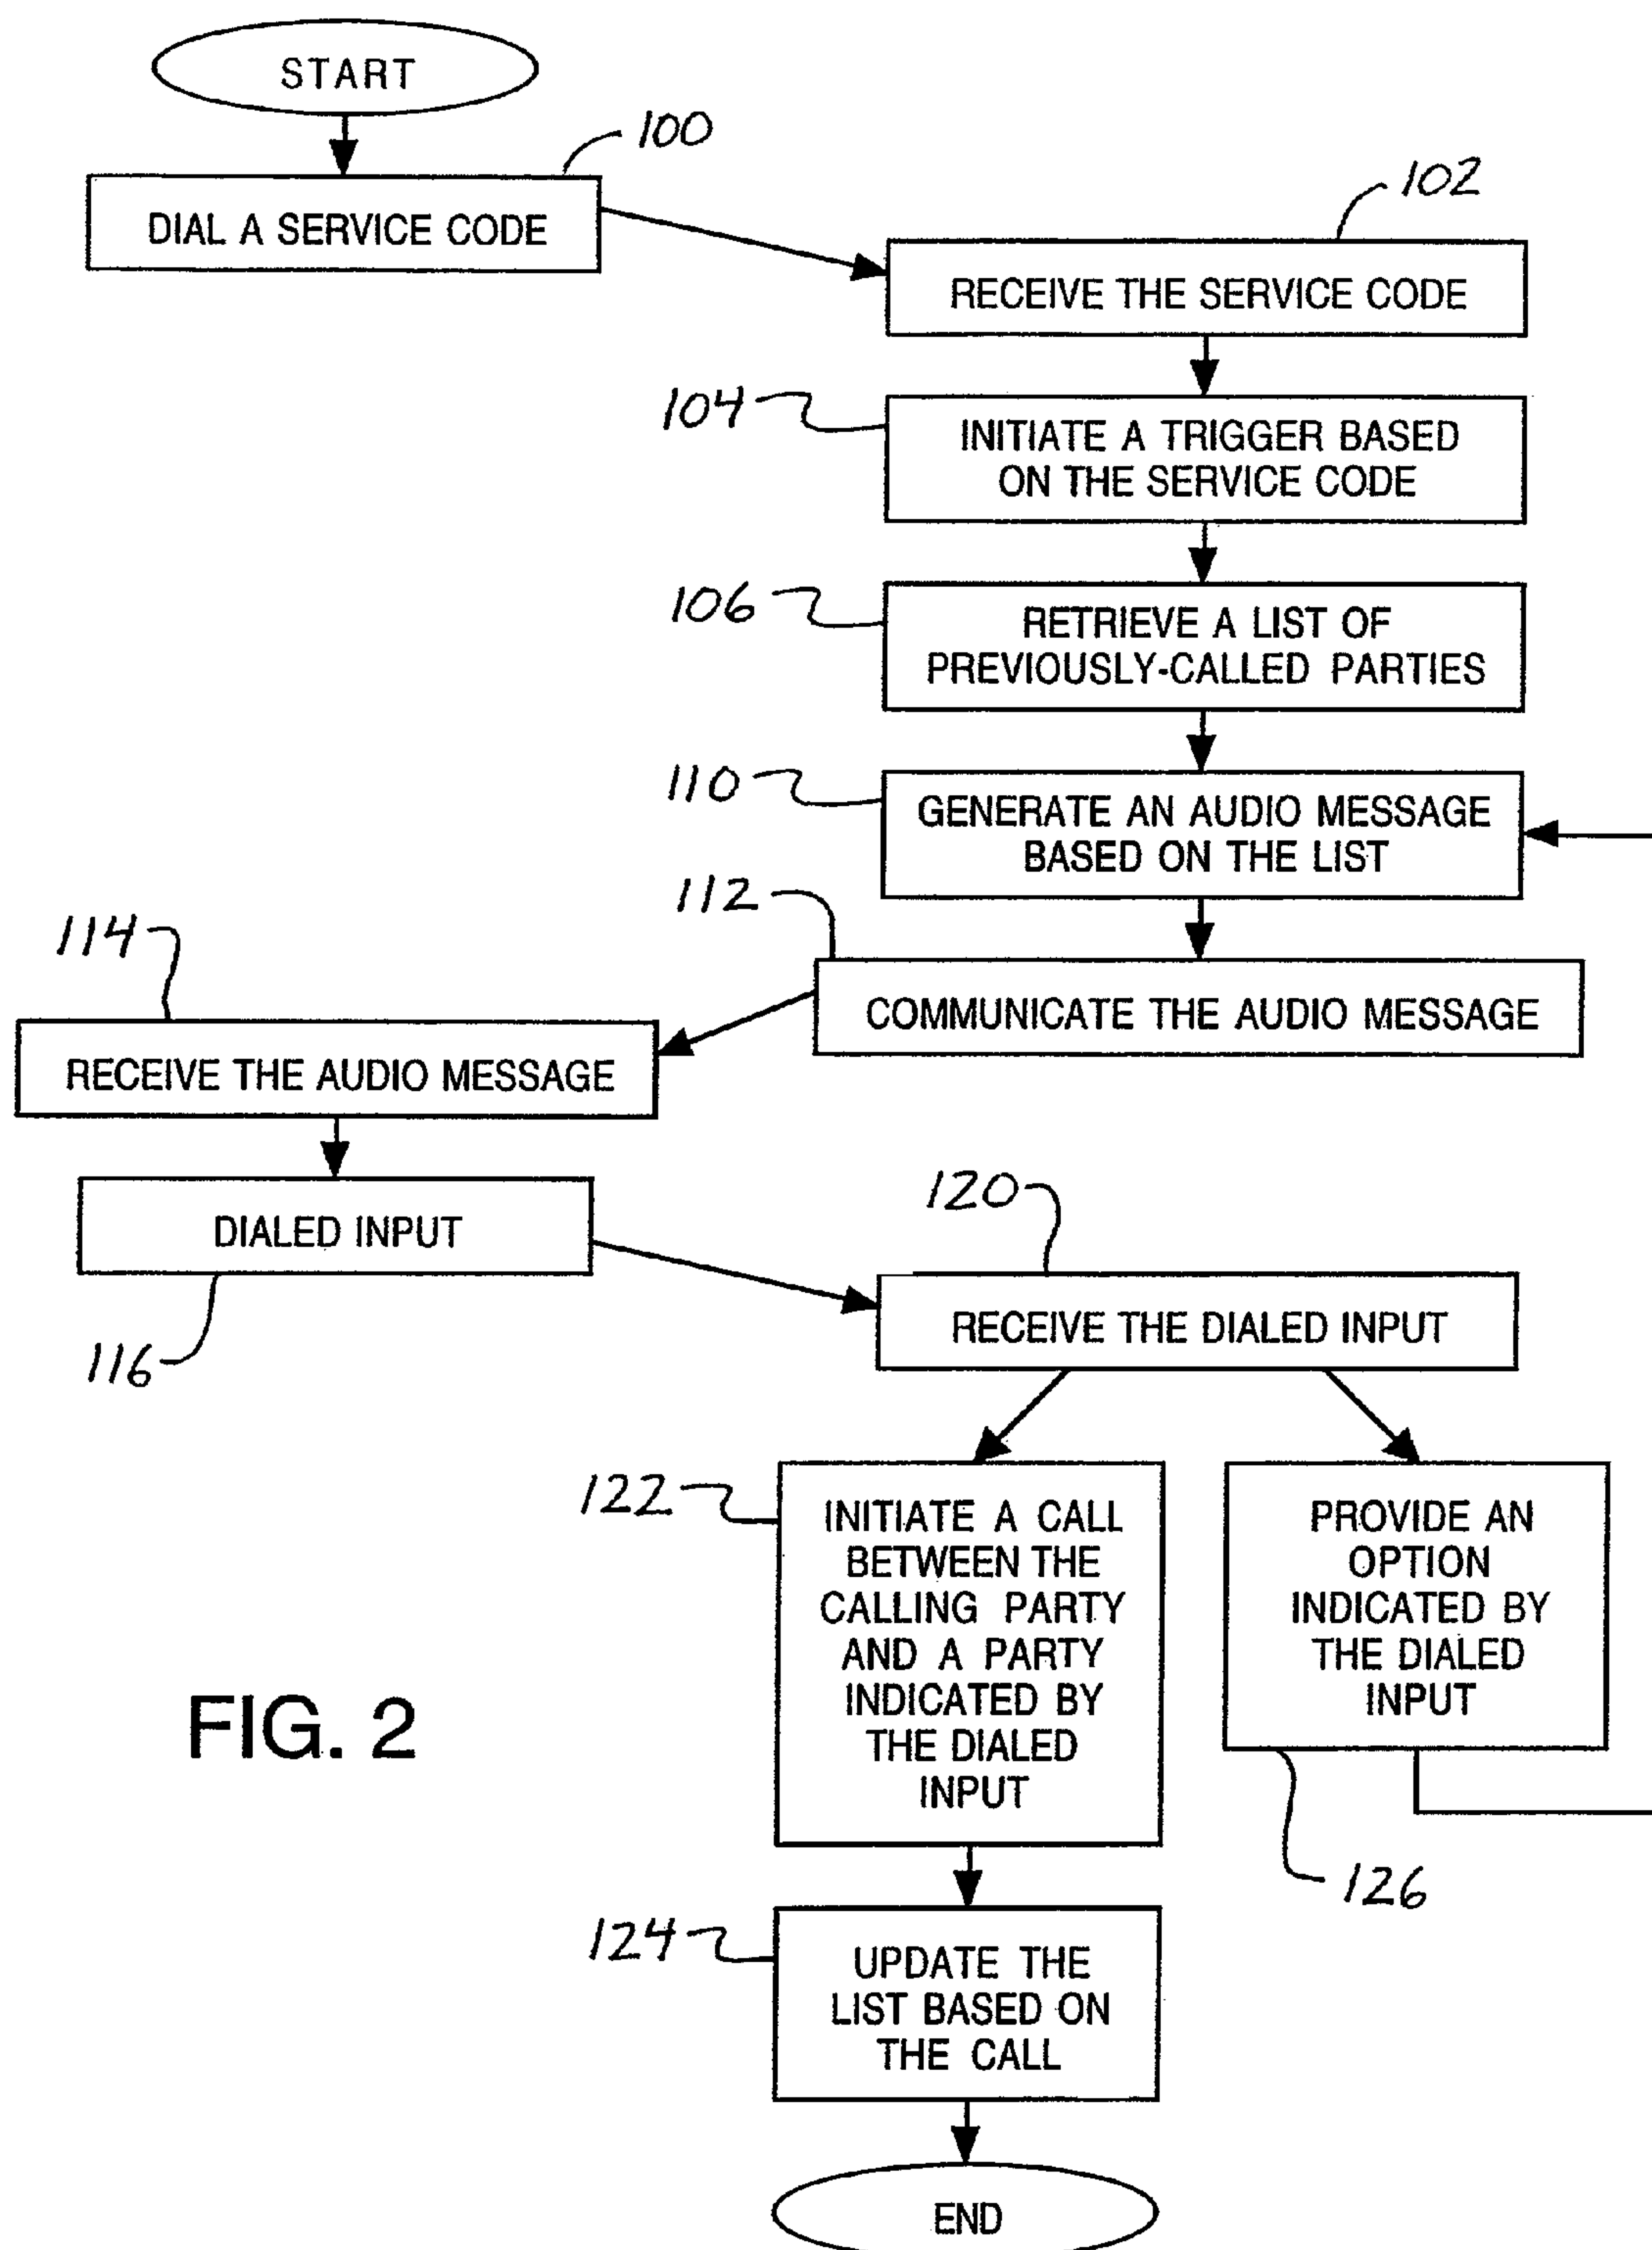 START
100
DIAL A SERVICE CODE
102
RECEIVE THE SERVICE CODE
104
INITIATE A TRIGGER BASED
ON THE SERVICE CODE
106
RETRIEVE A LIST OF
PREVIOUSLY-CALLED PARTIES
110
GENERATE AN AUDIO MESSAGE
BASED ON THE LIST
112
COMMUNICATE THE AUDIO MESSAGE
114
RECEIVE THE AUDIO MESSAGE
DIALED INPUT
116
120
RECEIVE THE DIALED INPUT
122
INITIATE A CALL
BETWEEN THE
CALLING PARTY
AND A PARTY
INDICATED BY
THE DIALED
INPUT
PROVIDE AN
OPTION
INDICATED BY
THE DIALED
INPUT
126
FIG. 2
124
UPDATE THE
LIST BASED ON
THE CALL
END